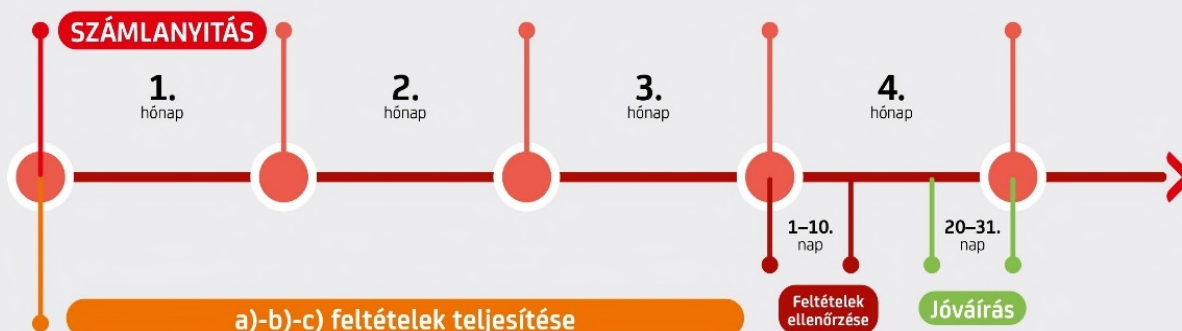 SZÁMLANYITÁS
1.
hónap
2.
hónap
3.
hónap
4.
hónap
1–10.
nap
20–31.
nap
a)-b)-c) feltételek teljesítése
Feltételek
ellenőrzése
Jóváírás